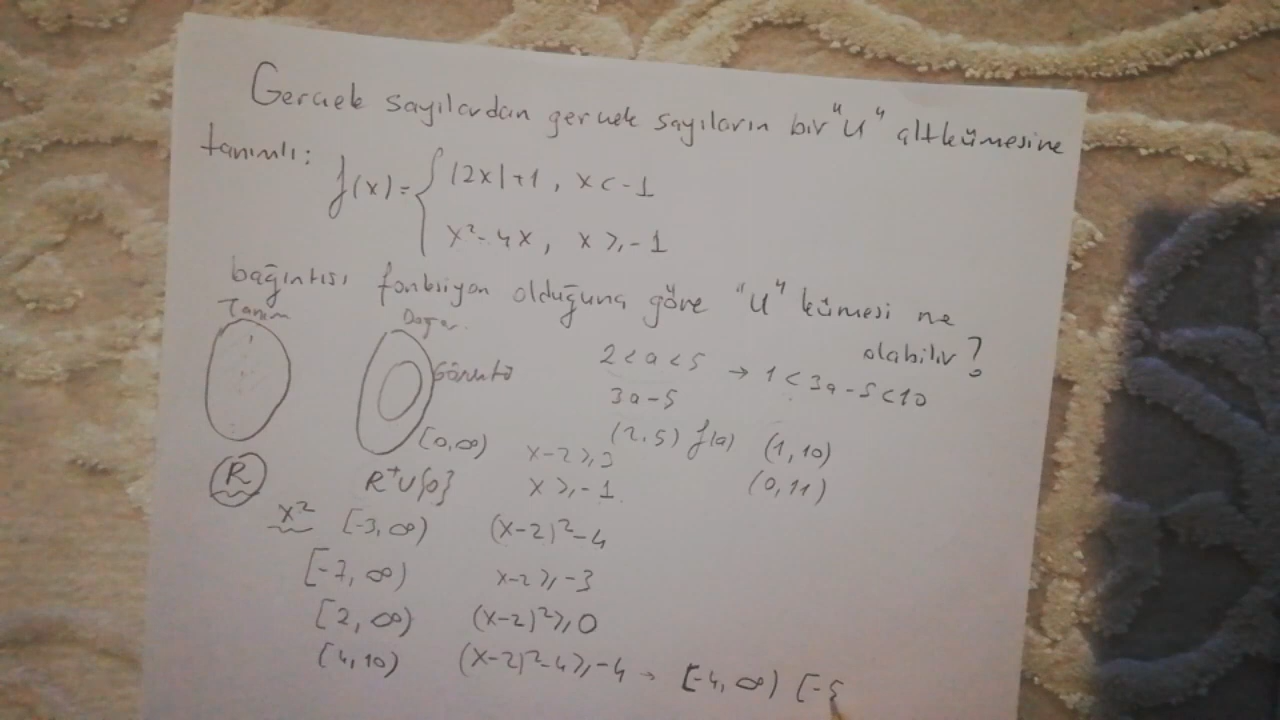 Gerçek sayılardan gerçek sayıların bir "U" altkümesine
tanımlı:
f(x) = { |2x|+1, x < -1
x² - 4x, x ≥ -1
bağıntısı fonksiyon olduğuna göre "U" kümesi ne
olabilir?
Tanım
Değer
Görüntü
2 < a < 5 → 1 < 3a - 5 < 10
3a - 5
(2,5) f(a) (1,10)
(0,11)
[0,∞)
R
R⁺∪{0}
x-2 ≥, 3
x ≥ -1
x² [-3,∞) (x-2)²-4
[-7,∞) x-2 ≥ -3
[2,∞) (x-2)² ≥ 0
(4,10) (x-2)²-4 ≥ -4 → [-4,∞) [-5